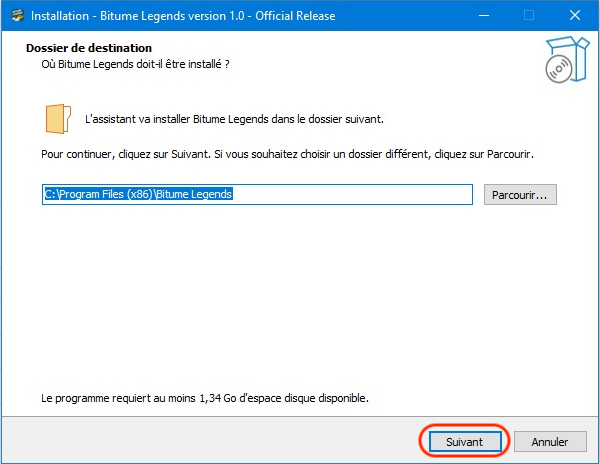 Installation - Bitume Legends version 1.0 - Official Release
Dossier de destination
Où Bitume Legends doit-il être installé ?
L'assistant va installer Bitume Legends dans le dossier suivant.
Pour continuer, cliquez sur Suivant. Si vous souhaitez choisir un dossier différent, cliquez sur Parcourir.
C:\Program Files (x86)\Bitume Legends
Parcourir...
Le programme requiert au moins 1,34 Go d'espace disque disponible.
Suivant
Annuler